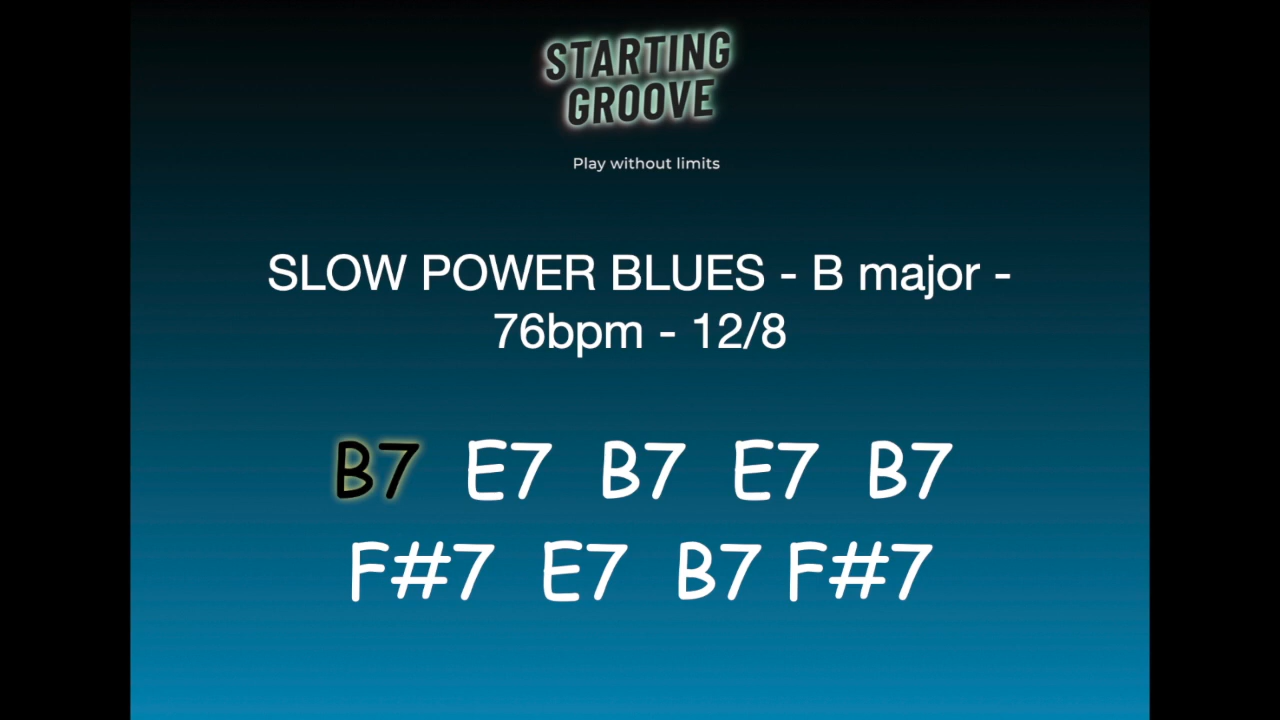 STARTING
GROOVE
Play without limits
SLOW POWER BLUES - B major -
76bpm - 12/8
B7 E7 B7 E7 B7
F#7 E7 B7 F#7